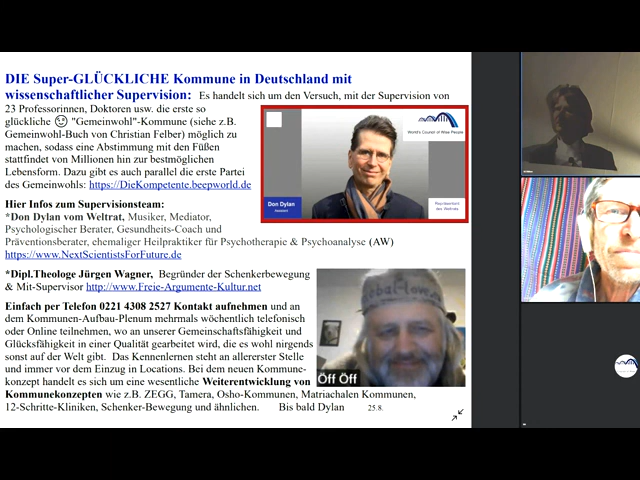 DIE Super-GLÜCKLICHE Kommune in Deutschland mit
wissenschaftlicher Supervision: Es handelt sich um den Versuch, mit der Supervision von
23 Professorinnen, Doktoren usw. die erste so
glückliche 😉 "Gemeinwohl"-Kommune (siehe z.B.
Gemeinwohl-Buch von Christian Felber) möglich zu
machen, sodass eine Abstimmung mit den Füßen
stattfindet von Millionen hin zur bestmöglichen
Lebensform. Dazu gibt es auch parallel die erste Partei
des Gemeinwohls: https://DieKompetente.beepworld.de
World's Council of Wise People
Don Dylan
Repräsentant
des Weltrats
Hier Infos zum Supervisionsteam:
*Don Dylan vom Weltrat, Musiker, Mediator,
Psychologischer Berater, Gesundheits-Coach und
Präventionsberater, ehemaliger Heilpraktiker für Psychotherapie & Psychoanalyse (AW)
https://www.NextScientistsForFuture.de
*Dipl.Theologe Jürgen Wagner, Begründer der Schenkerbewegung
& Mit-Supervisor http://www.Freie-Argumente-Kultur.net
Einfach per Telefon 0221 4308 2527 Kontakt aufnehmen und an
dem Kommunen-Aufbau-Plenum mehrmals wöchentlich telefonisch
oder Online teilnehmen, wo an unserer Gemeinschaftsfähigkeit und
Glücksfähigkeit in einer Qualität gearbeitet wird, die es wohl nirgends
sonst auf der Welt gibt. Das Kennenlernen steht an allererster Stelle
und immer vor dem Einzug in Locations. Bei dem neuen Kommune-
konzept handelt es sich um eine wesentliche Weiterentwicklung von
Kommunekonzepten wie z.B. ZEGG, Tamera, Osho-Kommunen, Matriachalen Kommunen,
12-Schritte-Kliniken, Schenker-Bewegung und ähnlichen. Bis bald Dylan 25.8.
Öff Öff